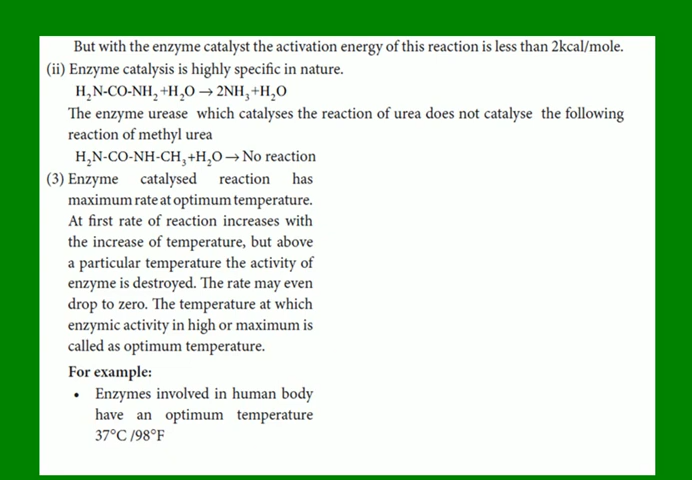 But with the enzyme catalyst the activation energy of this reaction is less than 2kcal/mole.
(ii) Enzyme catalysis is highly specific in nature.
H₂N-CO-NH₂+H₂O → 2NH₃+H₂O
The enzyme urease which catalyses the reaction of urea does not catalyse the following
reaction of methyl urea
H₂N-CO-NH-CH₃+H₂O → No reaction
(3) Enzyme catalysed reaction has
maximum rate at optimum temperature.
At first rate of reaction increases with
the increase of temperature, but above
a particular temperature the activity of
enzyme is destroyed. The rate may even
drop to zero. The temperature at which
enzymic activity in high or maximum is
called as optimum temperature.
For example:
• Enzymes involved in human body
have an optimum temperature
37°C /98°F